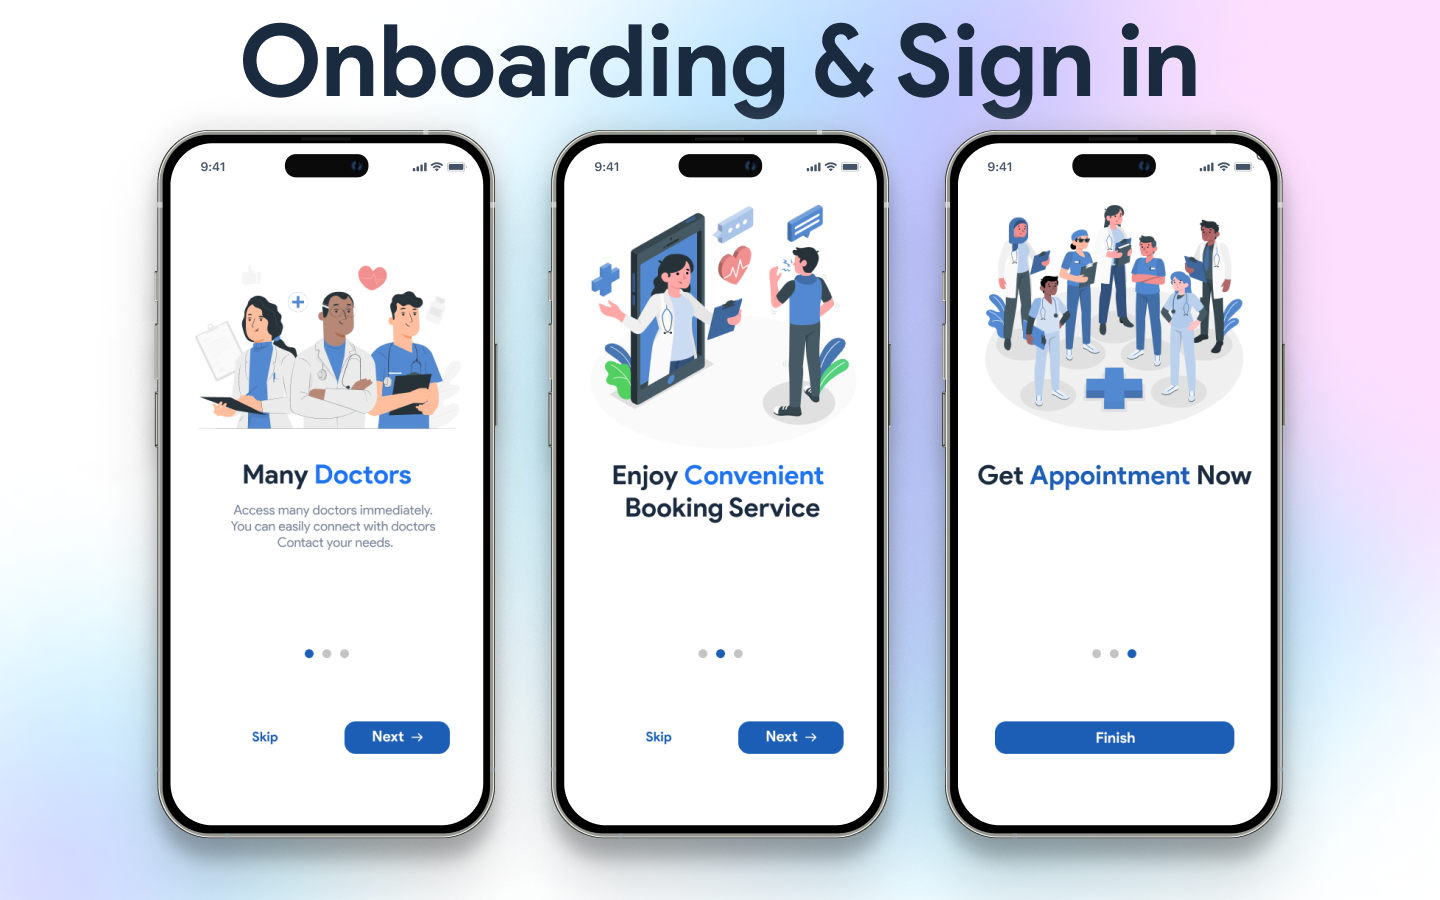 Onboarding & Sign in
9:41
Many Doctors
Access many doctors immediately.
You can easily connect with doctors
Contact your needs.
Skip
Next →
9:41
Enjoy Convenient
Booking Service
Skip
Next →
9:41
Get Appointment Now
Finish